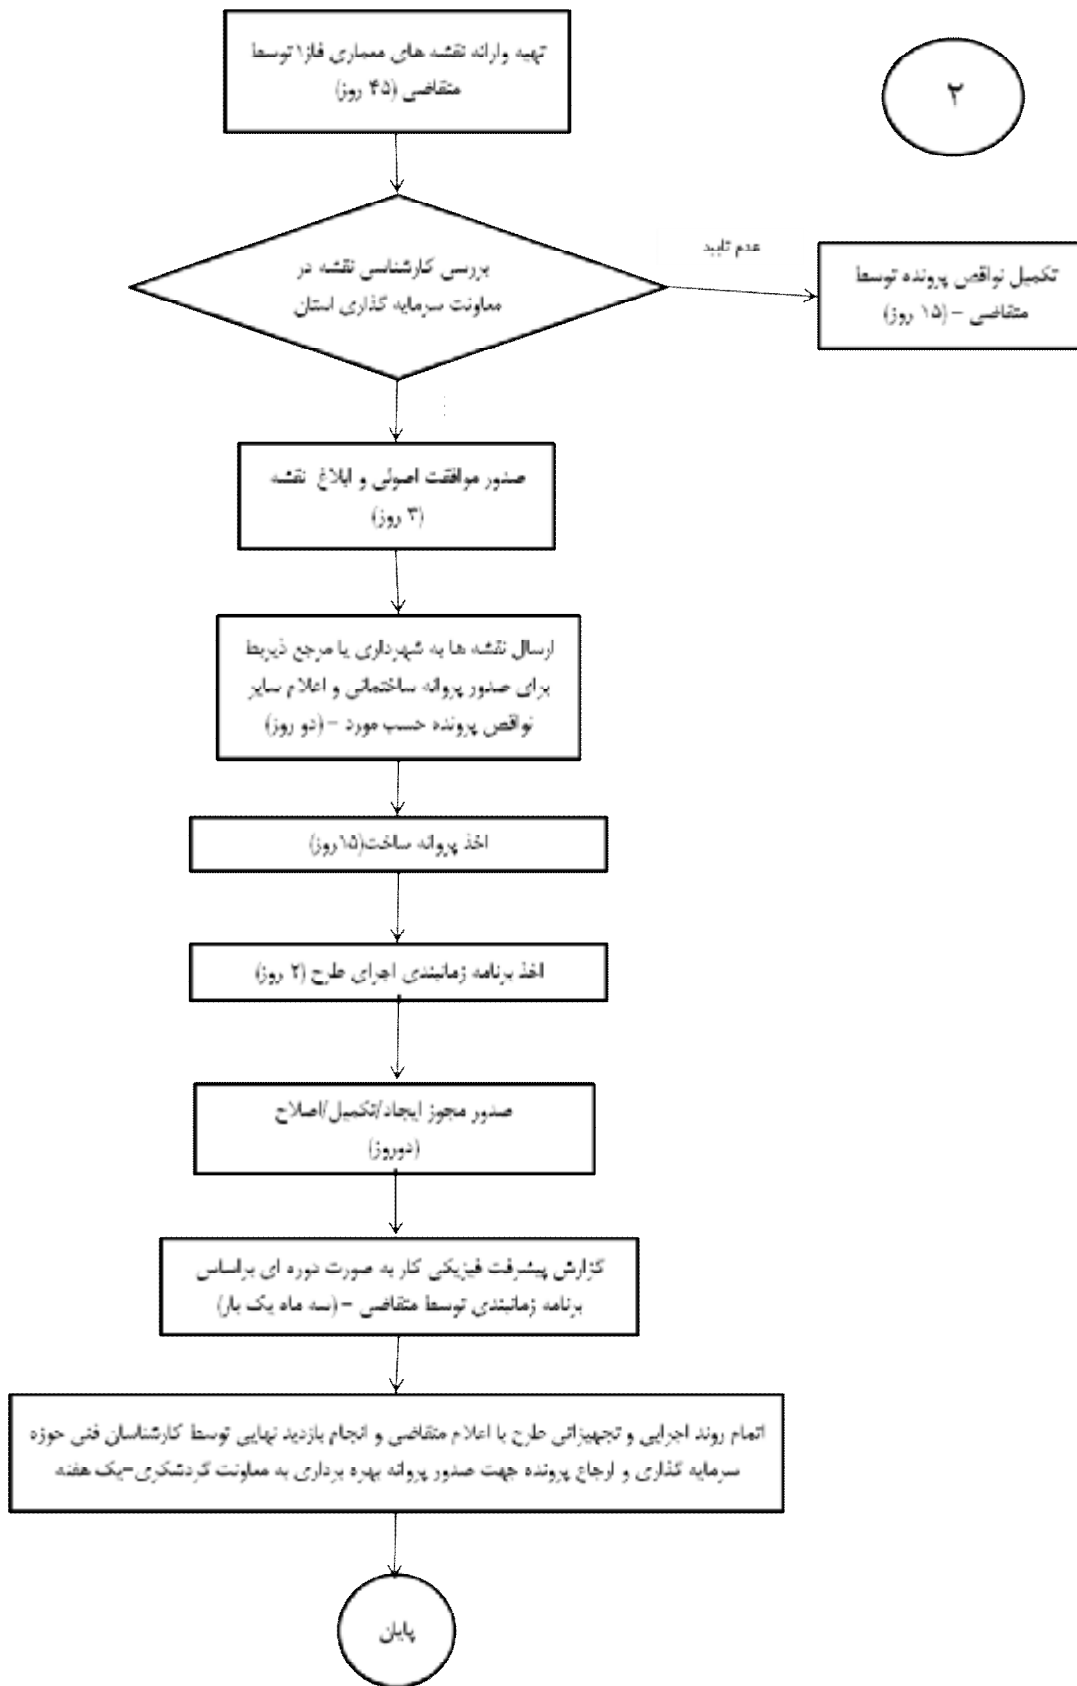 تهیه وارائه نقشه های معماری فاز۱توسط
متقاضی (۴۵ روز)
۲
بررسی کارشناسی نقشه در
معاونت سرمایه گذاری استان
عدم تایید
تکمیل نواقص پرونده توسط
متقاضی – (۱۵ روز)
صدور موافقت اصولی و ابلاغ نقشه
(۳ روز)
ارسال نقشه ها به شهرداری یا مرجع ذیربط
برای صدور پروانه ساختمانی و اعلام سایر
نواقص پرونده حسب مورد – (دو روز)
اخذ پروانه ساخت(۱۵روز)
اخذ برنامه زمانبندی اجرای طرح (۲ روز)
صدور مجوز ایجاد/تکمیل/اصلاح
(دوروز)
گزارش پیشرفت فیزیکی کار به صورت دوره ای براساس
برنامه زمانبندی توسط متقاضی – (سه ماه یک بار)
اتمام روند اجرایی و تجهیزاتی طرح با اعلام متقاضی و انجام بازدید نهایی توسط کارشناسان فنی حوزه
سرمایه گذاری و ارجاع پرونده جهت صدور پروانه بهره برداری به معاونت گردشگری–یک هفته
پایان